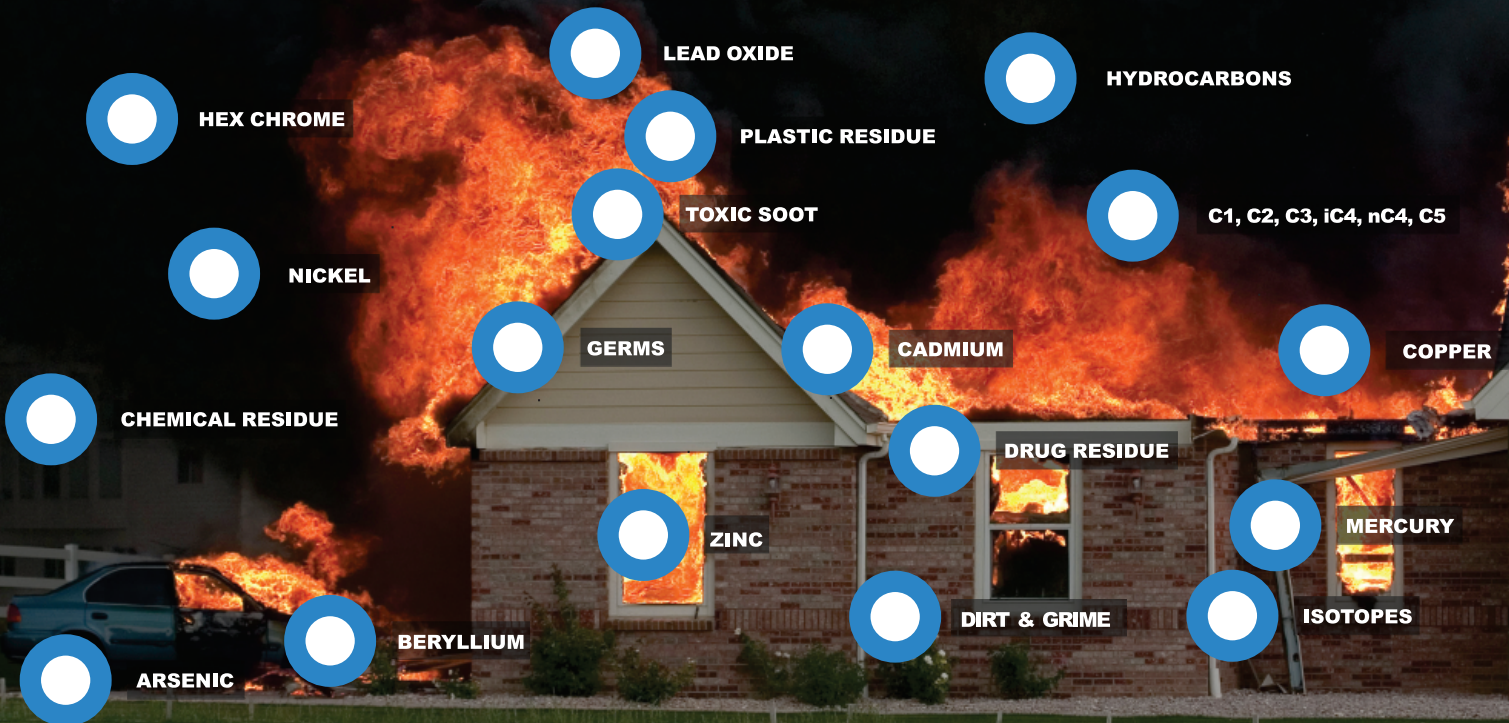 LEAD OXIDE
HYDROCARBONS
HEX CHROME
PLASTIC RESIDUE
TOXIC SOOT
C1, C2, C3, iC4, nC4, C5
NICKEL
GERMS
CADMIUM
COPPER
CHEMICAL RESIDUE
DRUG RESIDUE
MERCURY
ZINC
DIRT & GRIME
ISOTOPES
BERYLLIUM
ARSENIC